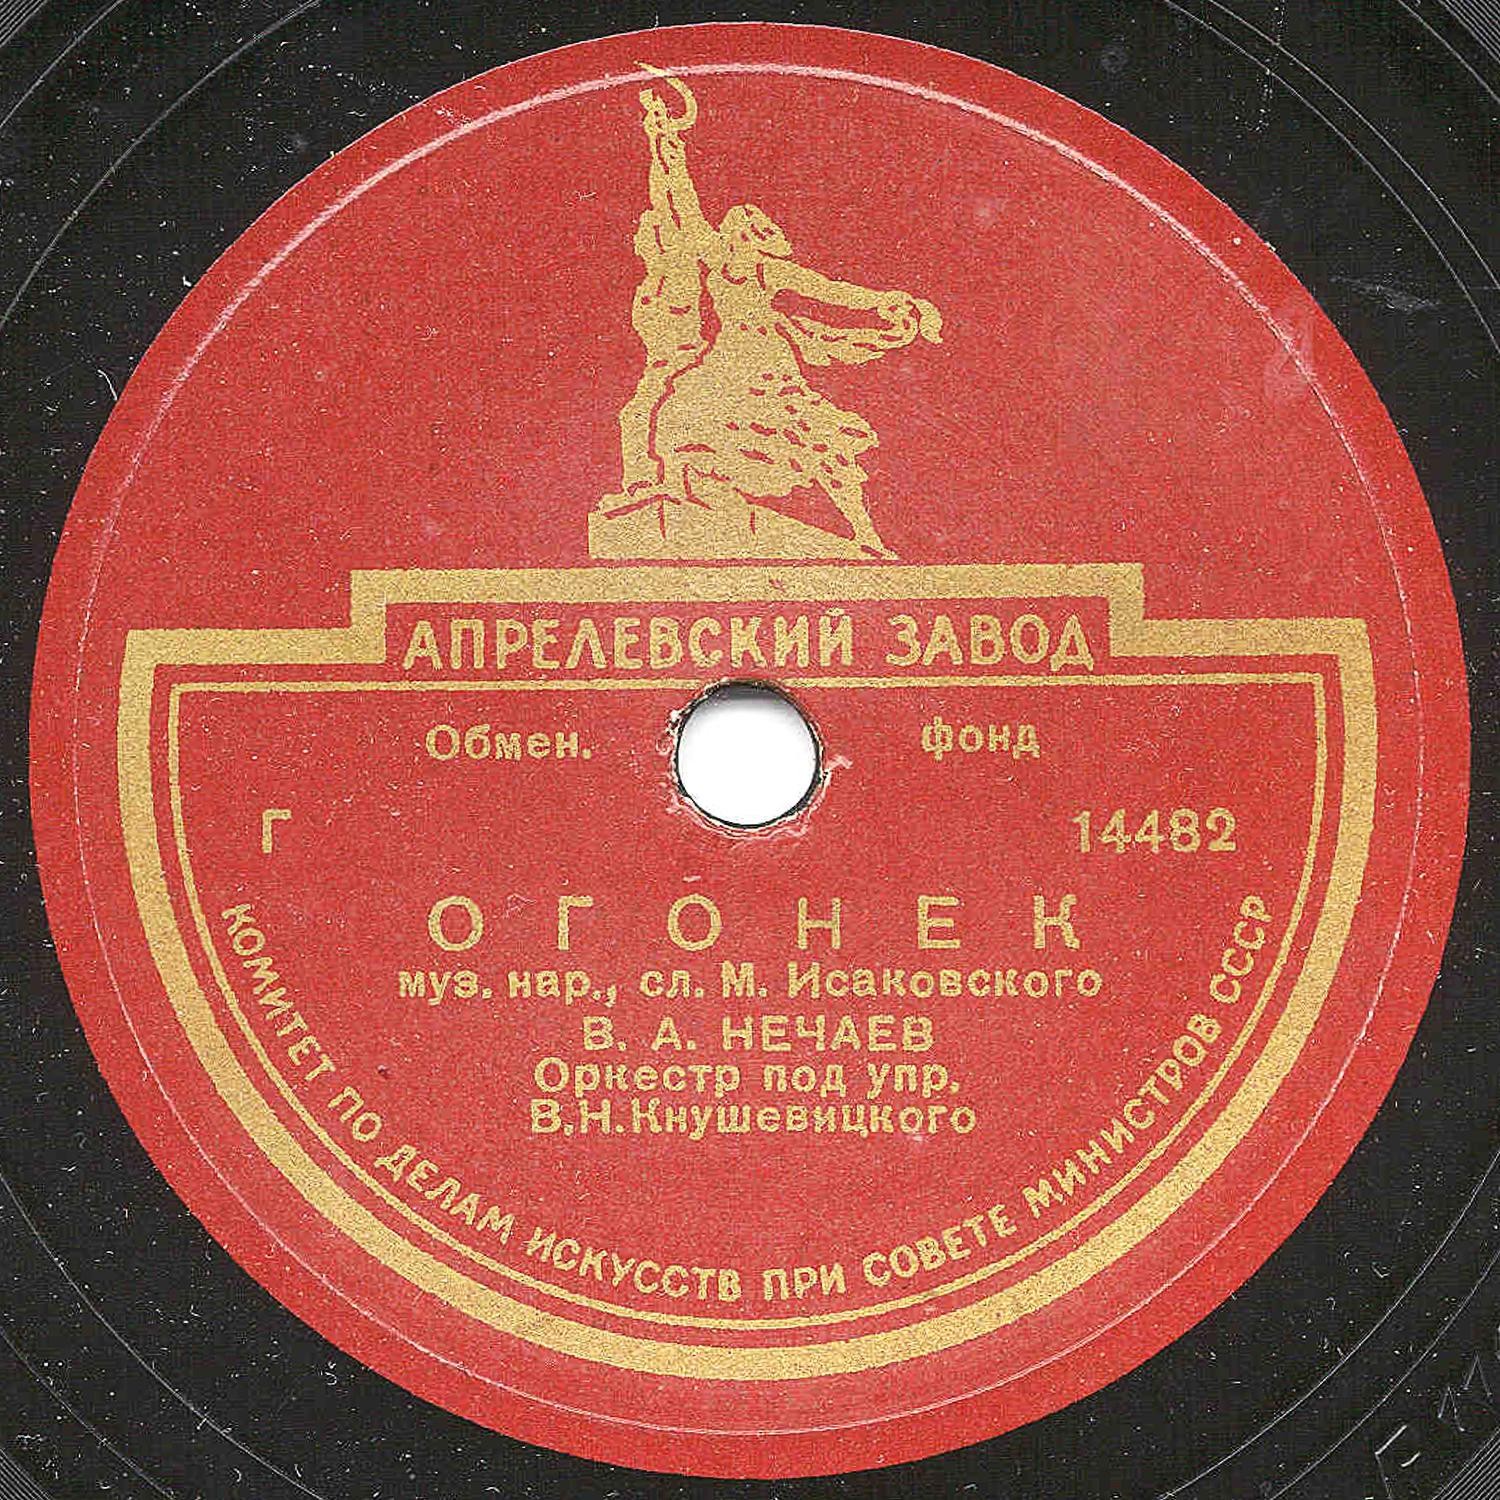 АПРЕЛЕВСКИЙ ЗАВОД
Обмен. фонд
Г 14482
ОГОНЕК
муз. нар., сл. М. Исаковского
В. А. НЕЧАЕВ
Оркестр под упр.
В.Н.Кнушевицкого
КОМИТЕТ ПО ДЕЛАМ ИСКУССТВ ПРИ СОВЕТЕ МИНИСТРОВ СССР